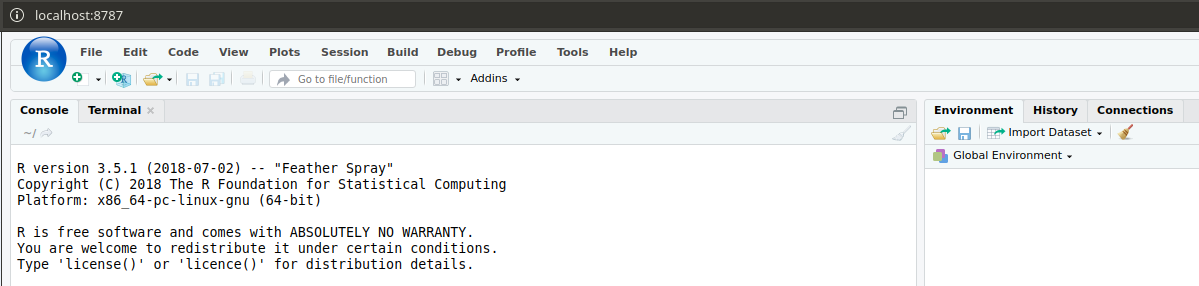 localhost:8787
R File Edit Code View Plots Session Build Debug Profile Tools Help
Go to file/function Addins
Console Terminal
~/
R version 3.5.1 (2018-07-02) -- "Feather Spray"
Copyright (C) 2018 The R Foundation for Statistical Computing
Platform: x86_64-pc-linux-gnu (64-bit)
R is free software and comes with ABSOLUTELY NO WARRANTY.
You are welcome to redistribute it under certain conditions.
Type 'license()' or 'licence()' for distribution details.
Environment History Connections
Import Dataset
Global Environment